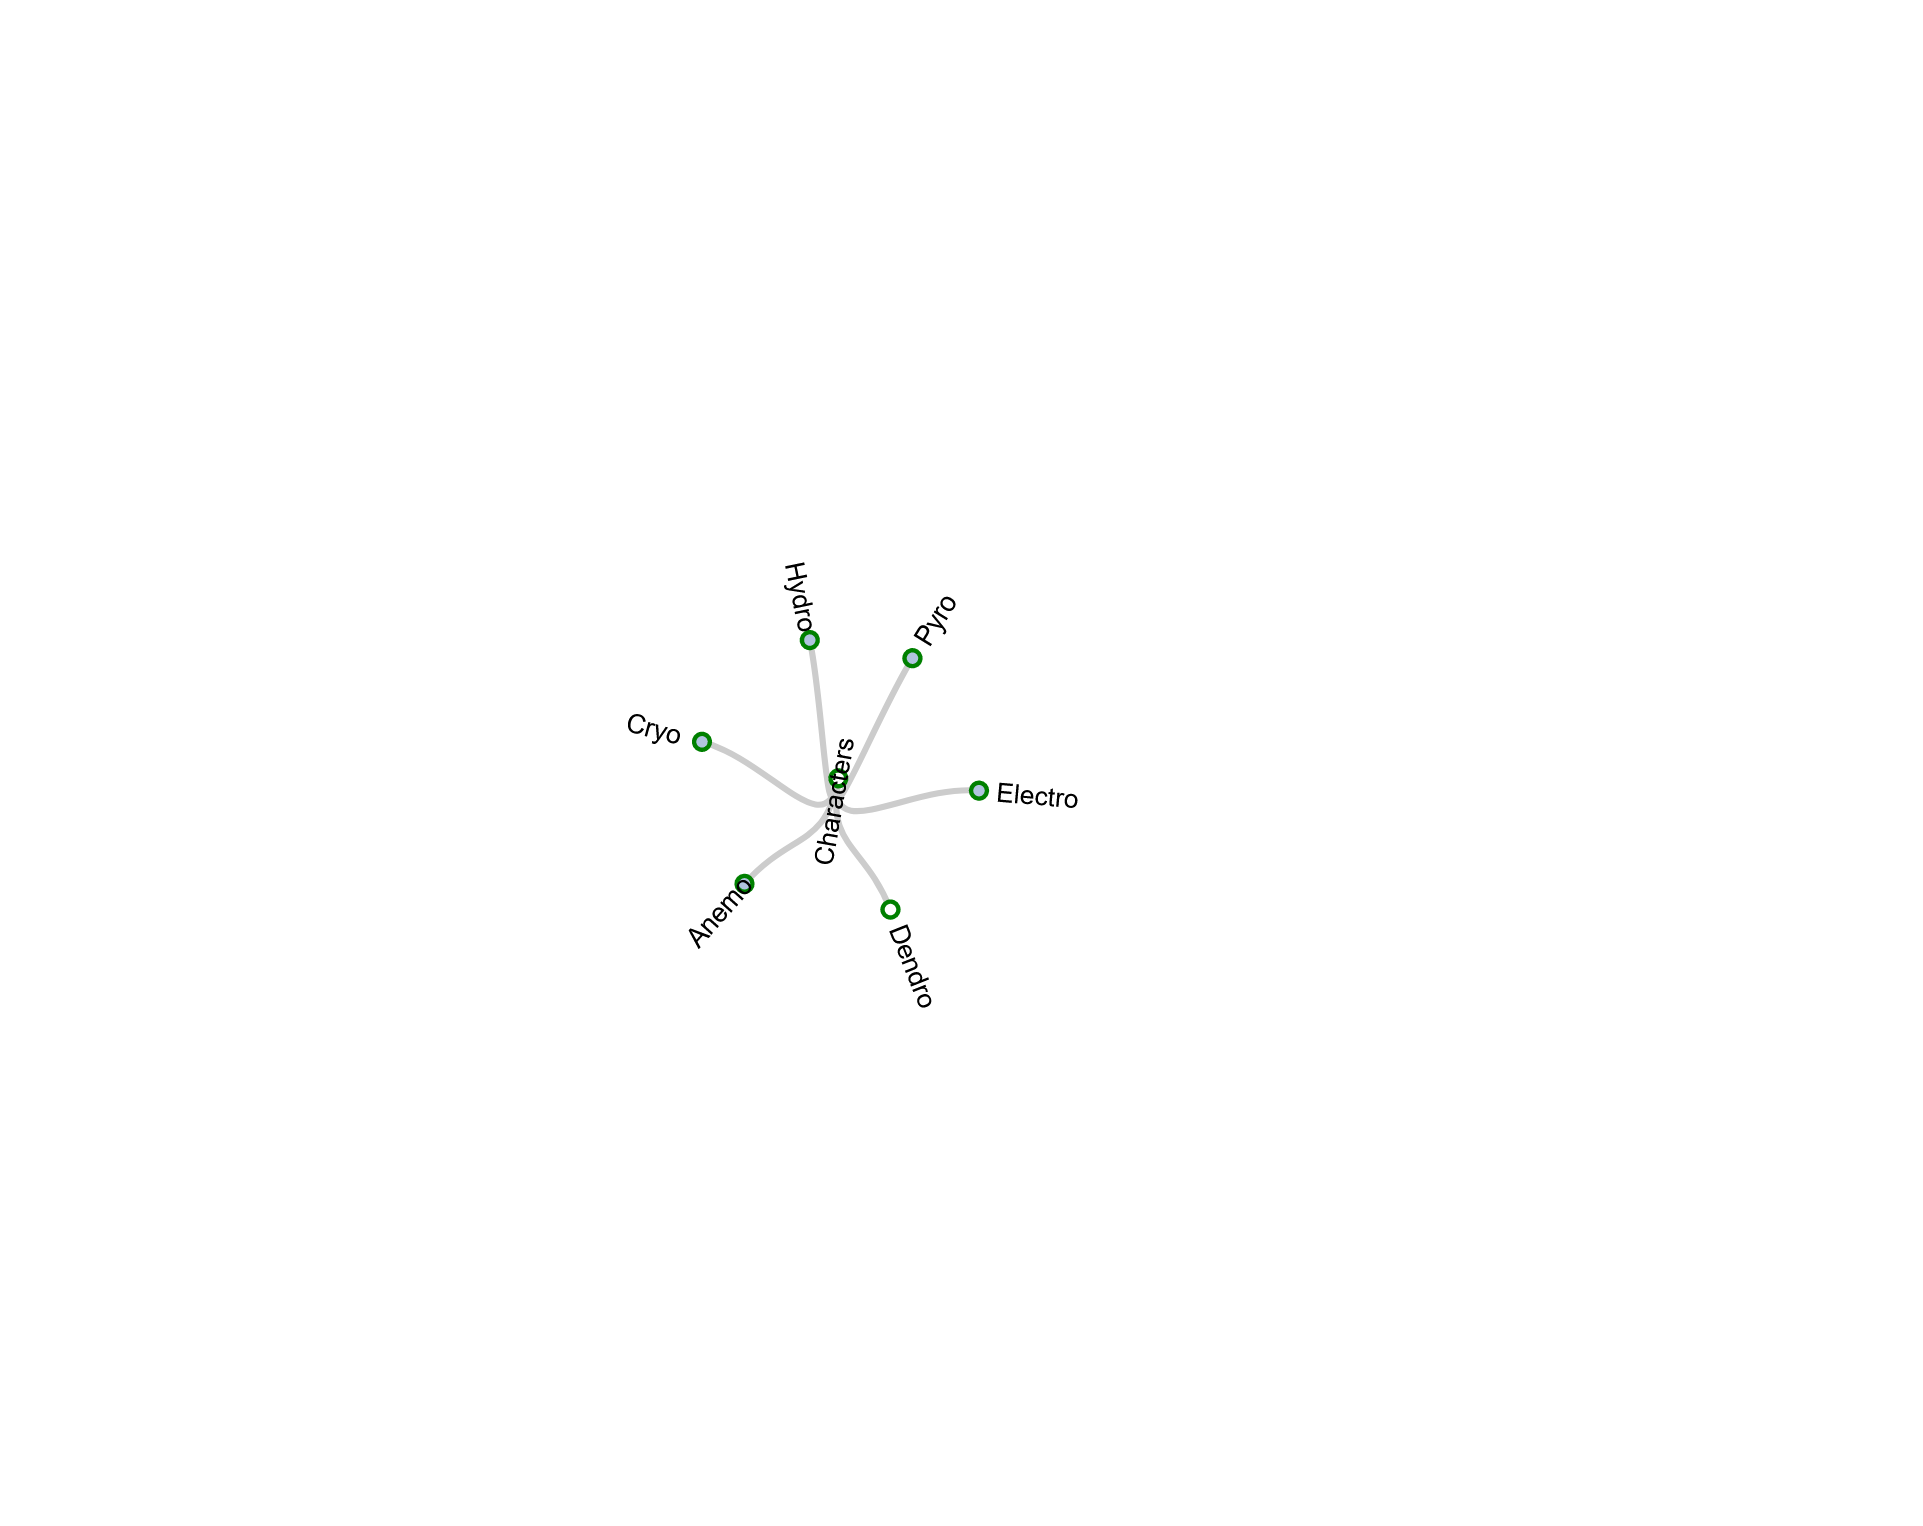 Hydro
Pyro
Cryo
Characters
Electro
Anemo
Dendro